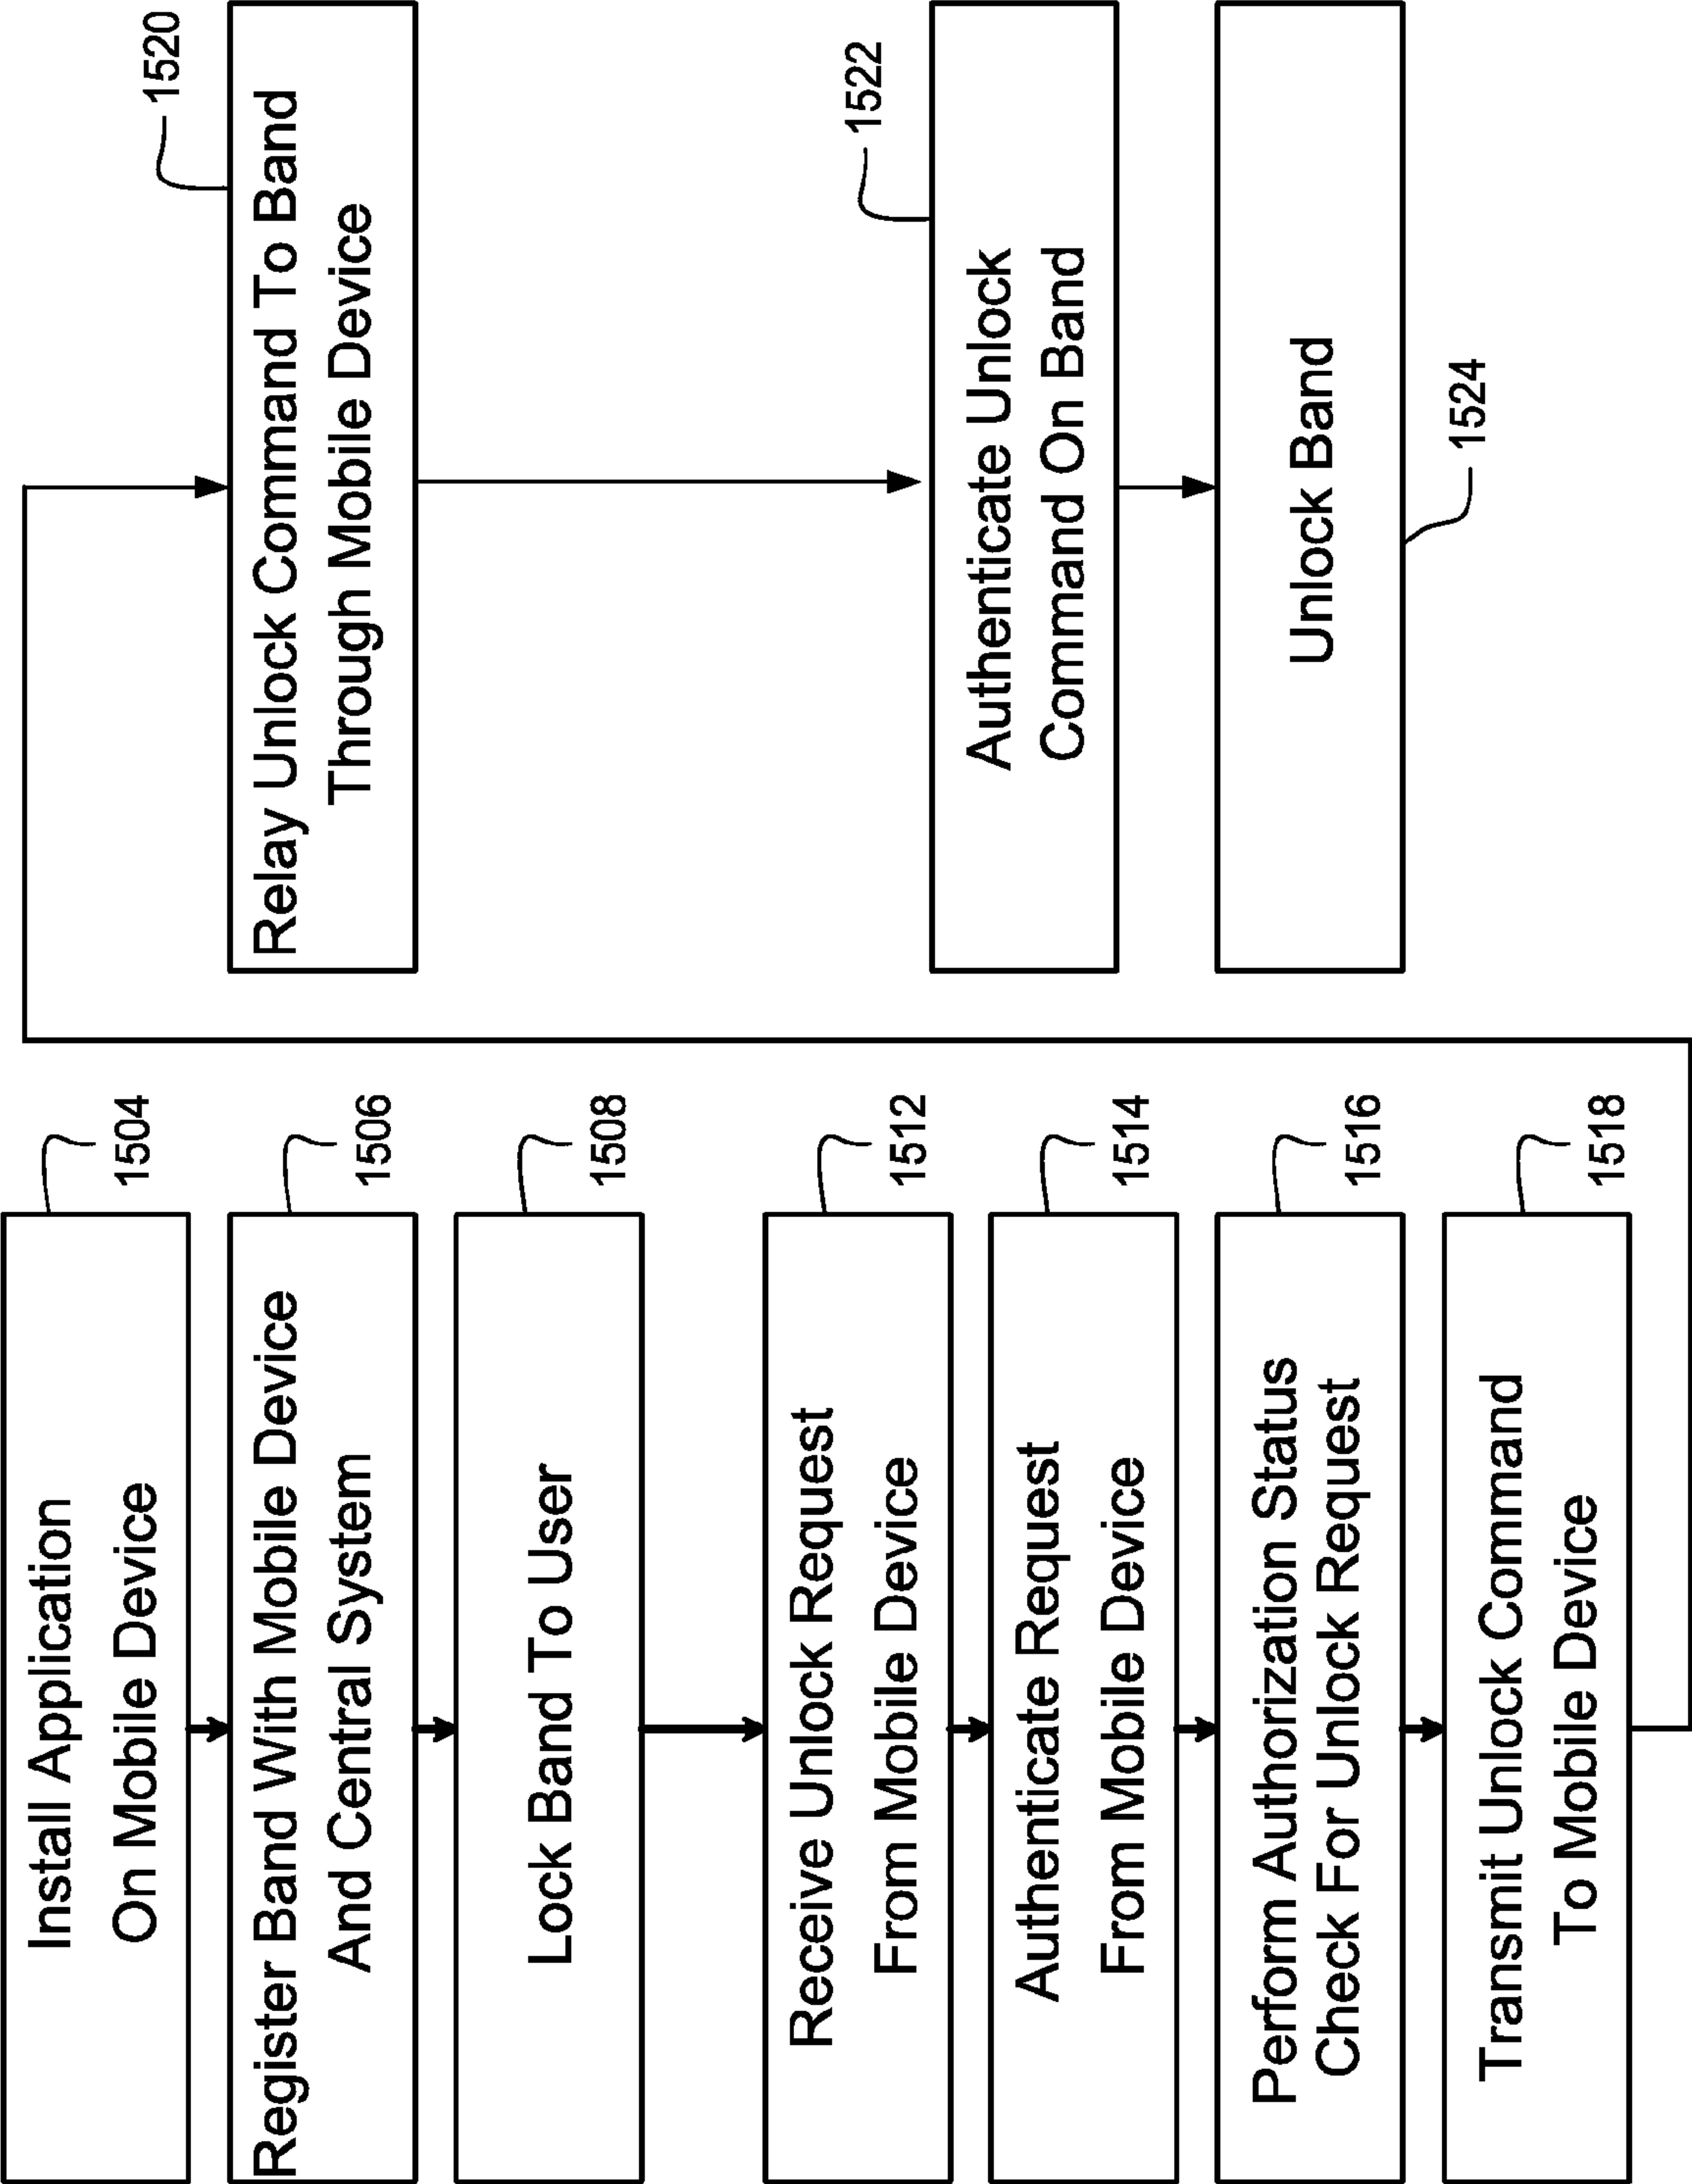 Install Application
On Mobile Device
1504
Register Band With Mobile Device
And Central System
1506
Lock Band To User
1508
Receive Unlock Request
From Mobile Device
1512
Authenticate Request
From Mobile Device
1514
Perform Authorization Status
Check For Unlock Request
1516
Transmit Unlock Command
To Mobile Device
1518
Relay Unlock Command To Band
Through Mobile Device
1520
Authenticate Unlock
Command On Band
1522
Unlock Band
1524